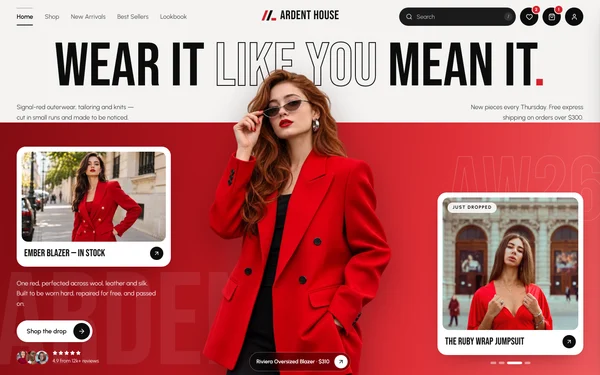 Home
Shop
New Arrivals
Best Sellers
Lookbook
ARDENT HOUSE
Search
/
3
1
WEAR IT LIKE YOU MEAN IT.
Signal-red outerwear, tailoring and knits —
cut in small runs and made to be noticed.
New pieces every Thursday. Free express
shipping on orders over $300.
AW26
EMBER BLAZER — IN STOCK
JUST DROPPED
One red, perfected across wool, leather and silk.
Built to be worn hard, repaired for free, and passed
on.
ARDEN
Shop the drop
THE RUBY WRAP JUMPSUIT
4.9 from 12k+ reviews
Riviera Oversized Blazer · $310